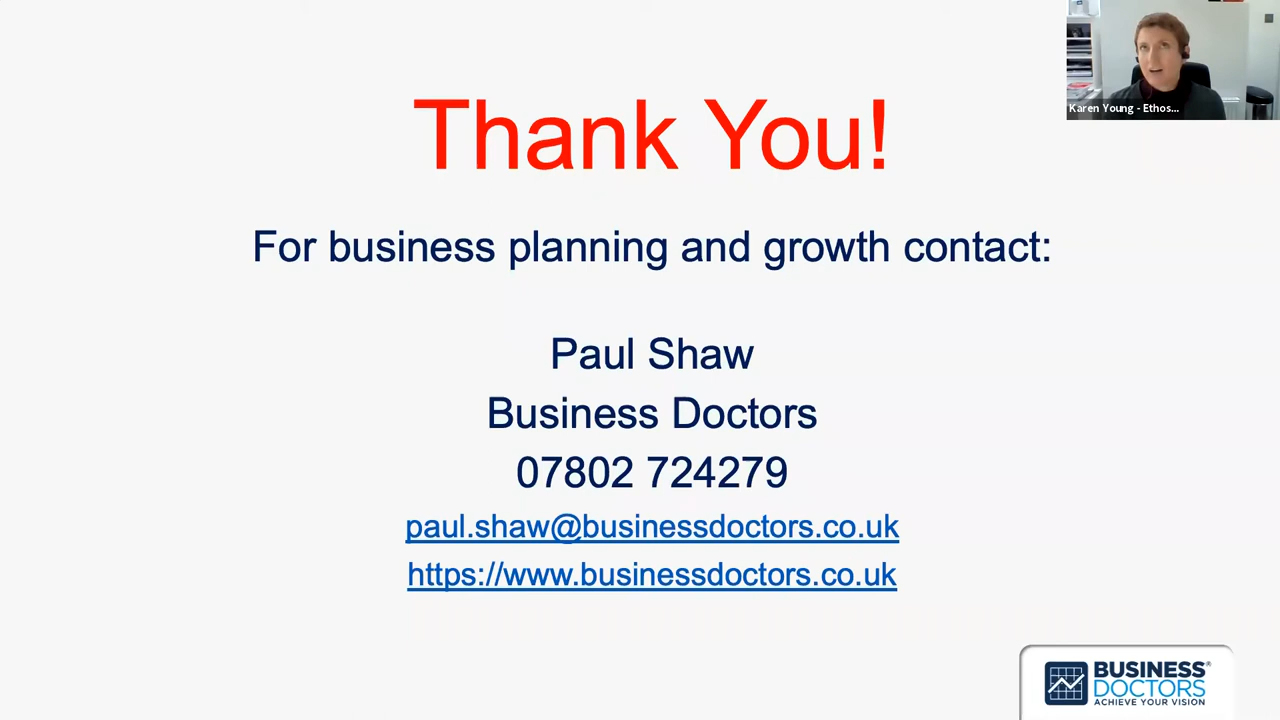 Karen Young - Ethos...
Thank You!
For business planning and growth contact:
Paul Shaw
Business Doctors
07802 724279
paul.shaw@businessdoctors.co.uk
https://www.businessdoctors.co.uk
BUSINESS®
DOCTORS
ACHIEVE YOUR VISION